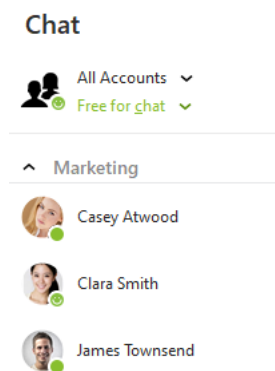 Chat
All Accounts
Free for chat
Marketing
Casey Atwood
Clara Smith
James Townsend